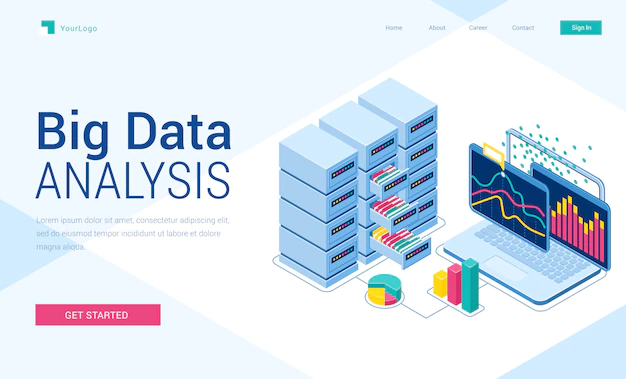 YourLogo
Home About Career Contact Sign In
Big Data
ANALYSIS
Lorem ipsum dolor sit amet, consectetur adipiscing elit, sed do eiusmod tempor incididunt ut labore et dolore magna aliqua.
GET STARTED